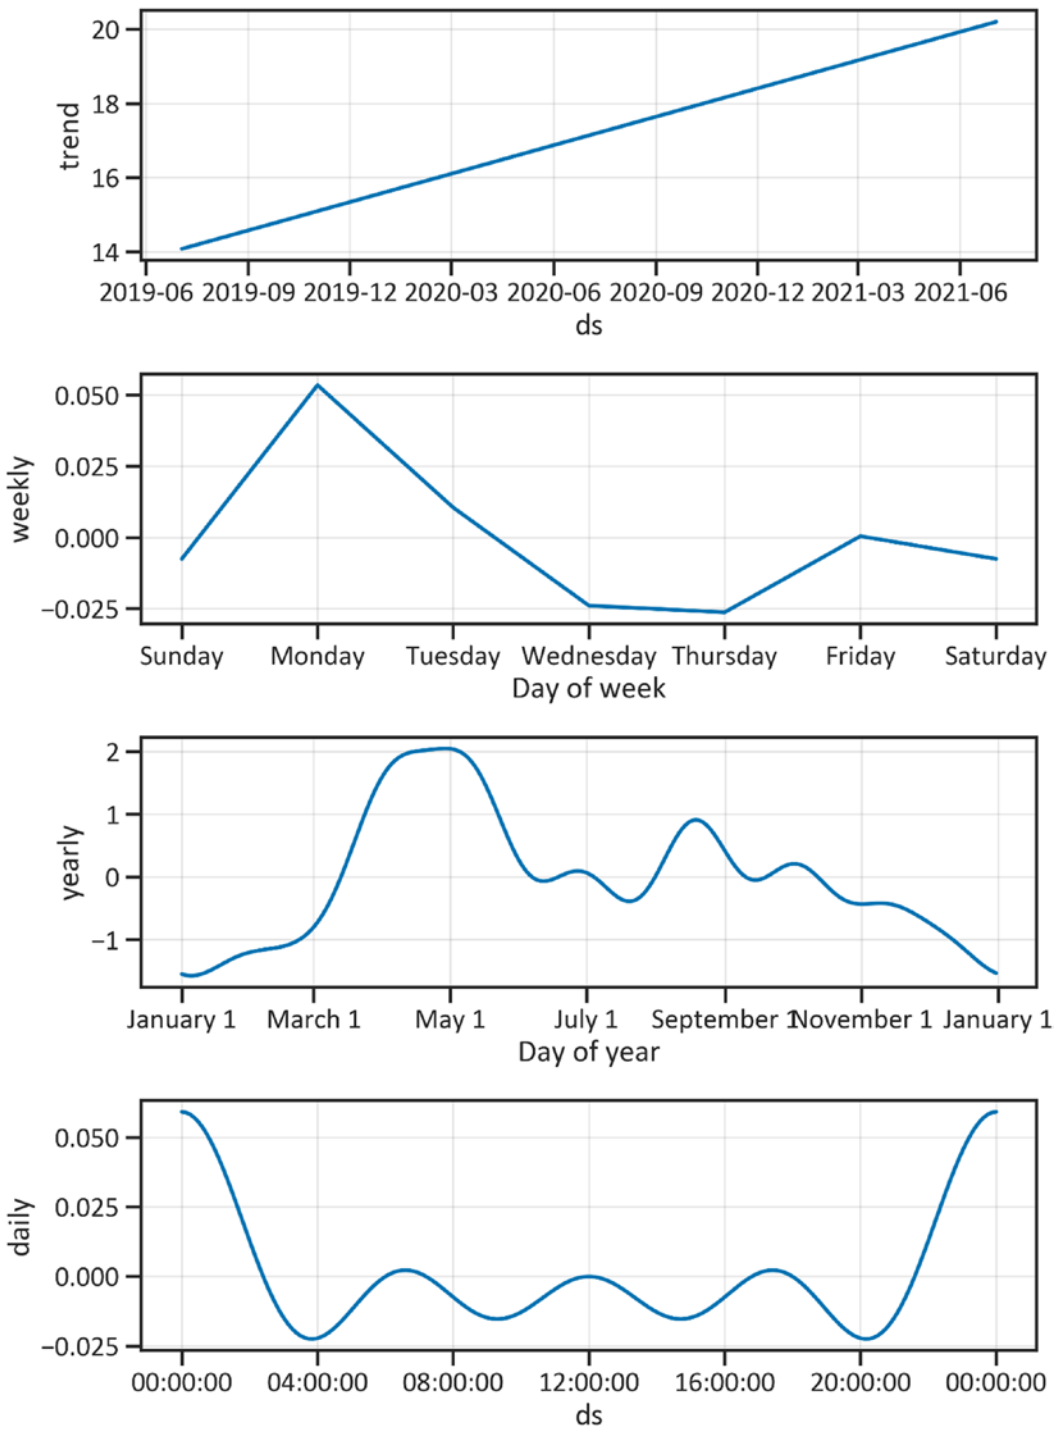 20
18
16
14
trend
2019-06 2019-09 2019-12 2020-03 2020-06 2020-09 2020-12 2021-03 2021-06
ds
0.050
0.025
0.000
−0.025
weekly
Sunday Monday Tuesday Wednesday Thursday Friday Saturday
Day of week
2
1
0
−1
yearly
January 1 March 1 May 1 July 1 September 1 November 1 January 1
Day of year
0.050
0.025
0.000
−0.025
daily
00:00:00 04:00:00 08:00:00 12:00:00 16:00:00 20:00:00 00:00:00
ds